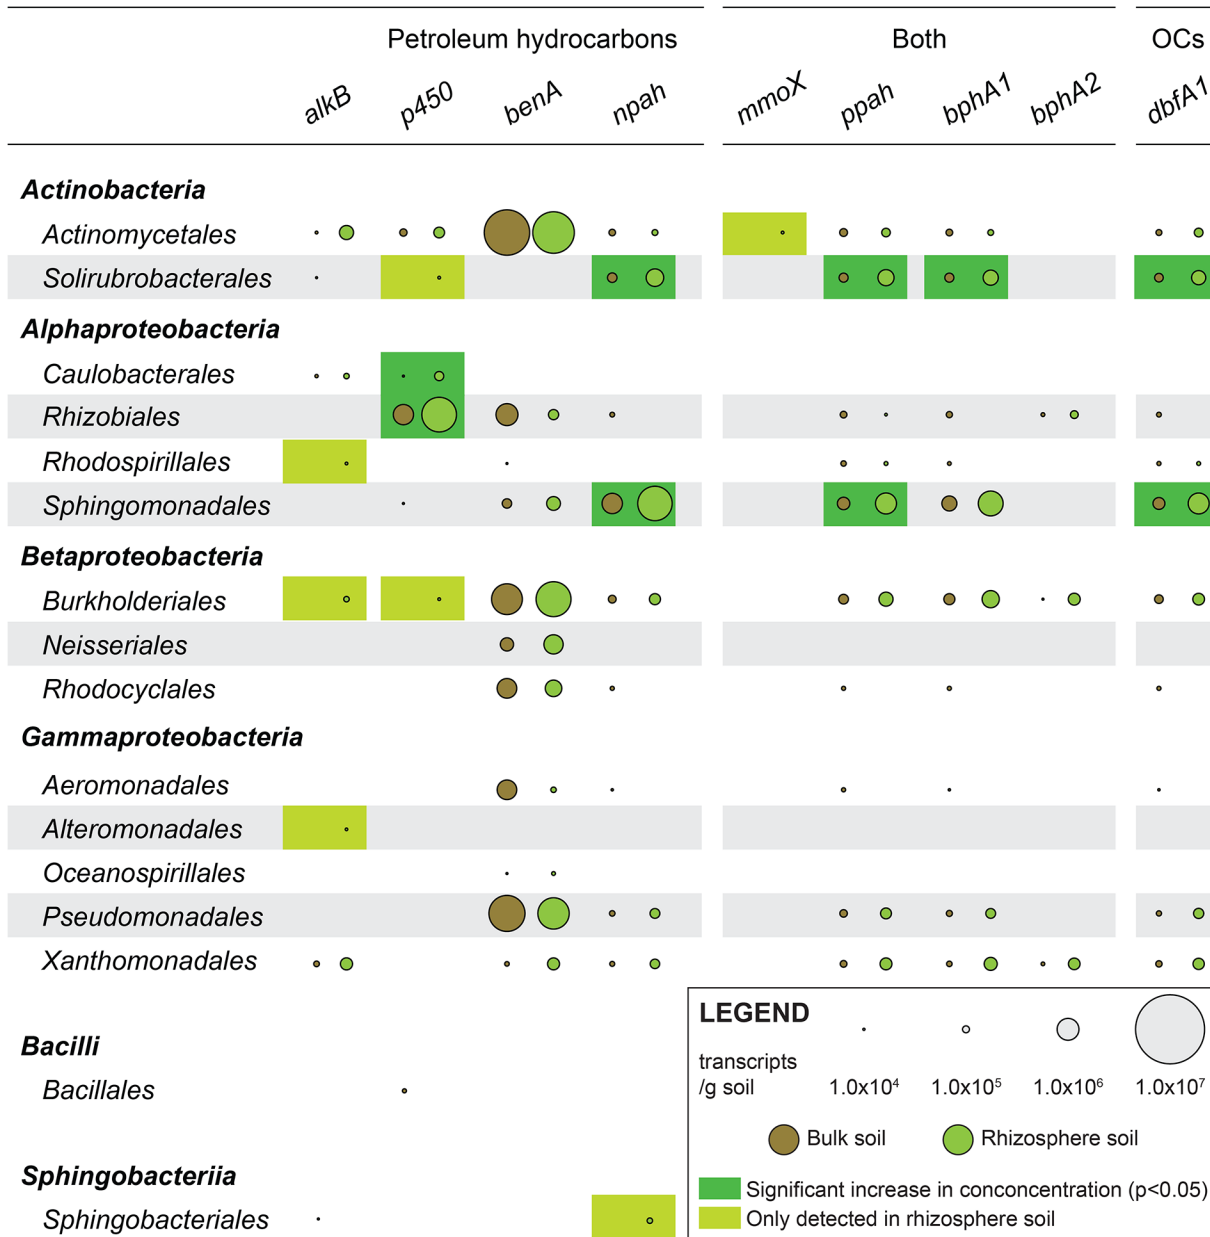 Petroleum hydrocarbons Both OCs
alkB p450 benA npah mmoX ppah bphA1 bphA2 dbfA1
Actinobacteria
Actinomycetales
Solirubrobacterales
Alphaproteobacteria
Caulobacterales
Rhizobiales
Rhodospirillales
Sphingomonadales
Betaproteobacteria
Burkholderiales
Neisseriales
Rhodocyclales
Gammaproteobacteria
Aeromonadales
Alteromonadales
Oceanospirillales
Pseudomonadales
Xanthomonadales
Bacilli
Bacillales
Sphingobacteriia
Sphingobacteriales
LEGEND
transcripts
/g soil 1.0x10⁴ 1.0x10⁵ 1.0x10⁶ 1.0x10⁷
Bulk soil Rhizosphere soil
Significant increase in conconcentration (p<0.05)
Only detected in rhizosphere soil